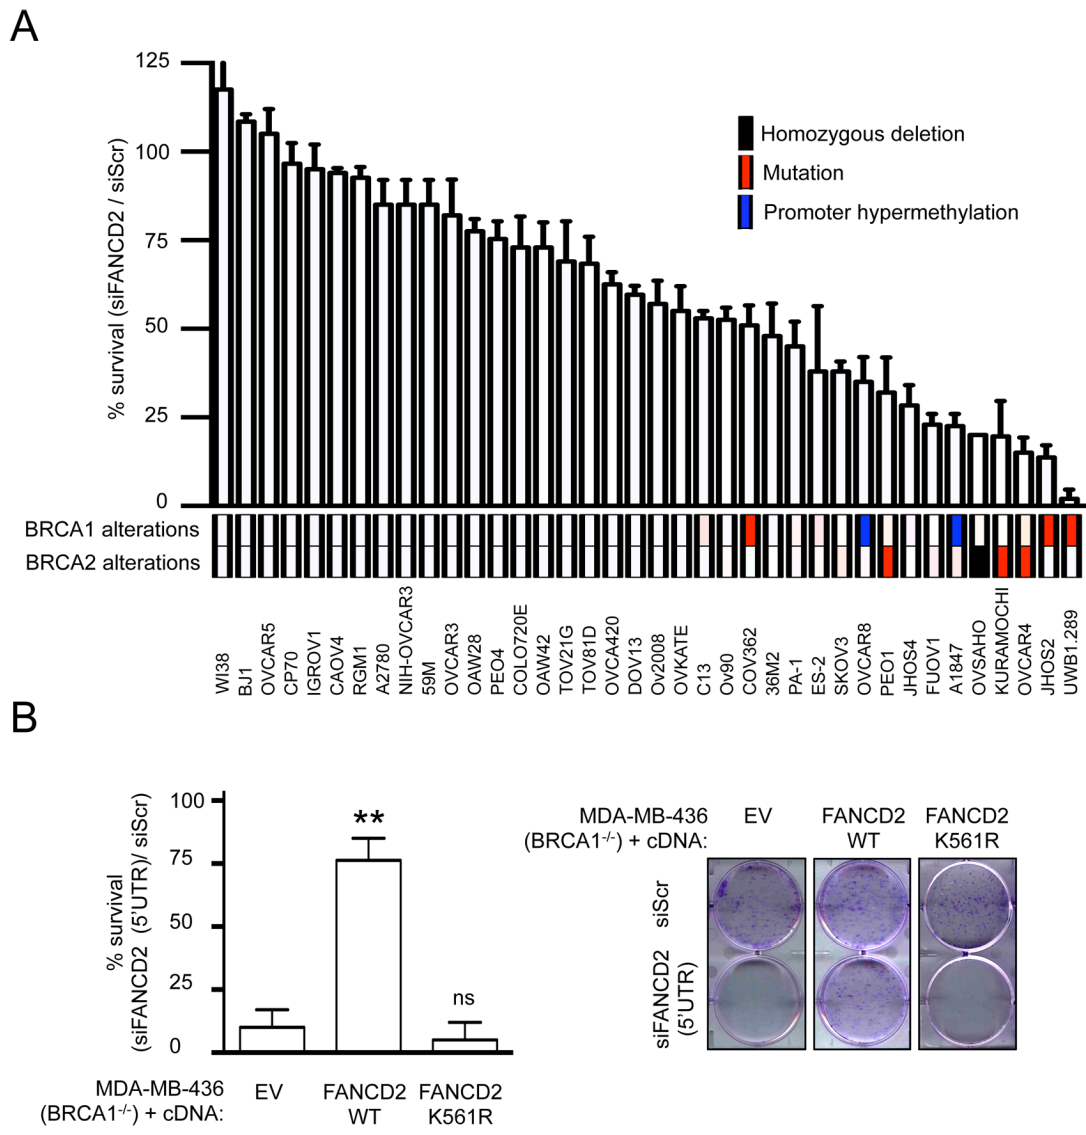 A
% survival (siFANCD2 / siScr)
125
100
75
50
25
0
Homozygous deletion
Mutation
Promoter hypermethylation
BRCA1 alterations
BRCA2 alterations
WI38
BJ1
OVCAR5
CP70
IGROV1
CAOV4
RGM1
A2780
NIH-OVCAR3
59M
OVCAR3
OAW28
PEO4
COLO720E
OAW42
TOV21G
TOV81D
OVCA420
DOV13
Ov2008
OVKATE
C13
Ov90
COV362
36M2
PA-1
ES-2
SKOV3
OVCAR8
PEO1
JHOS4
FUOV1
A1847
OVSAHO
KURAMOCHI
OVCAR4
JHOS2
UWB1.289
B
% survival
(siFANCD2 (5'UTR)/ siScr)
100
75
50
25
0
**
ns
MDA-MB-436
(BRCA1-/-) + cDNA:
EV
FANCD2
WT
FANCD2
K561R
MDA-MB-436
(BRCA1-/-) + cDNA:
EV
FANCD2
WT
FANCD2
K561R
siScr
siFANCD2
(5'UTR)